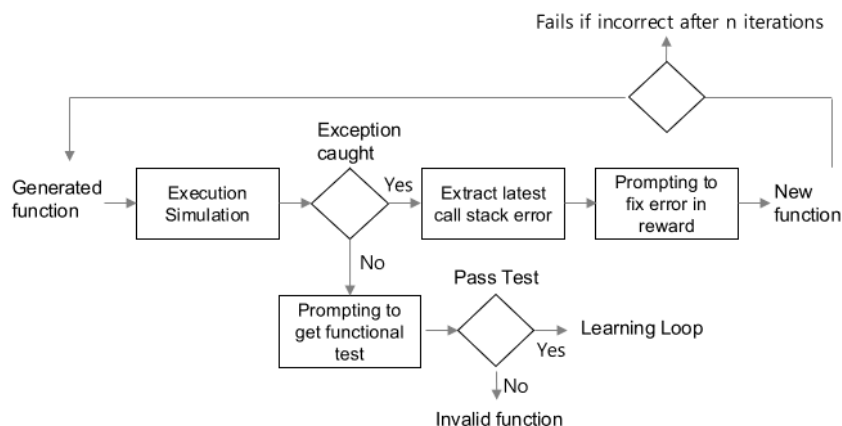 Fails if incorrect after n iterations
Exception
caught
Generated
function
Execution
Simulation
Yes
Extract latest
call stack error
Prompting to
fix error in
reward
New
function
No
Prompting to
get functional
test
Pass Test
Yes
Learning Loop
No
Invalid function